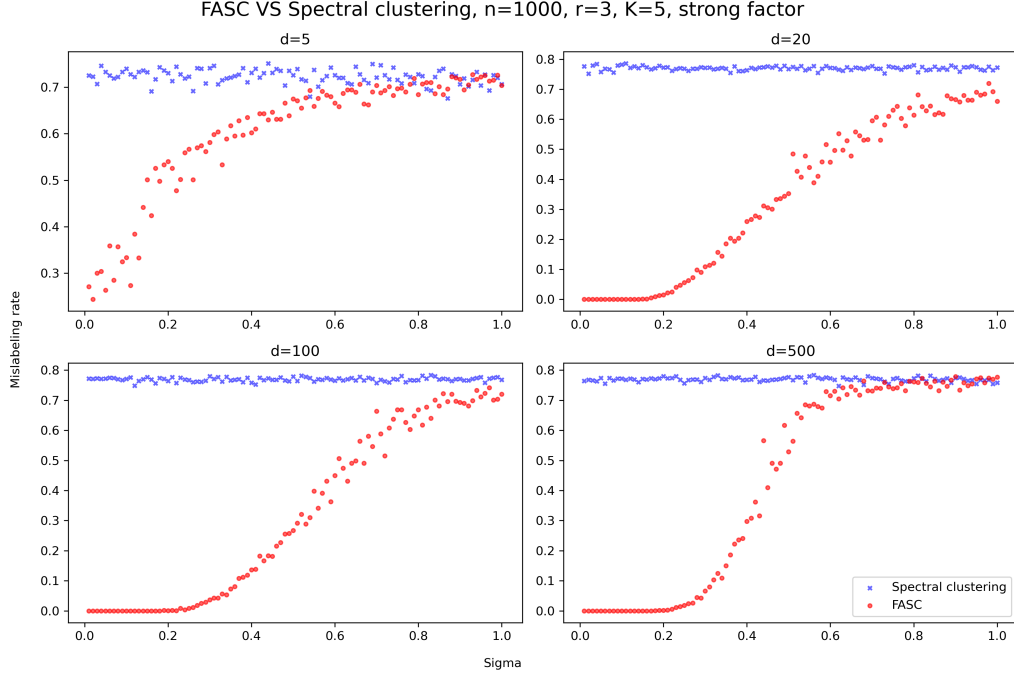 FASC VS Spectral clustering, n=1000, r=3, K=5, strong factor
d=5
0.7
0.6
0.5
0.4
0.3
0.0 0.2 0.4 0.6 0.8 1.0
d=20
0.8
0.7
0.6
0.5
0.4
0.3
0.2
0.1
0.0
0.0 0.2 0.4 0.6 0.8 1.0
Mislabeling rate
d=100
0.8
0.7
0.6
0.5
0.4
0.3
0.2
0.1
0.0
0.0 0.2 0.4 0.6 0.8 1.0
d=500
0.8
0.7
0.6
0.5
0.4
0.3
0.2
0.1
0.0
Spectral clustering
FASC
0.0 0.2 0.4 0.6 0.8 1.0
Sigma